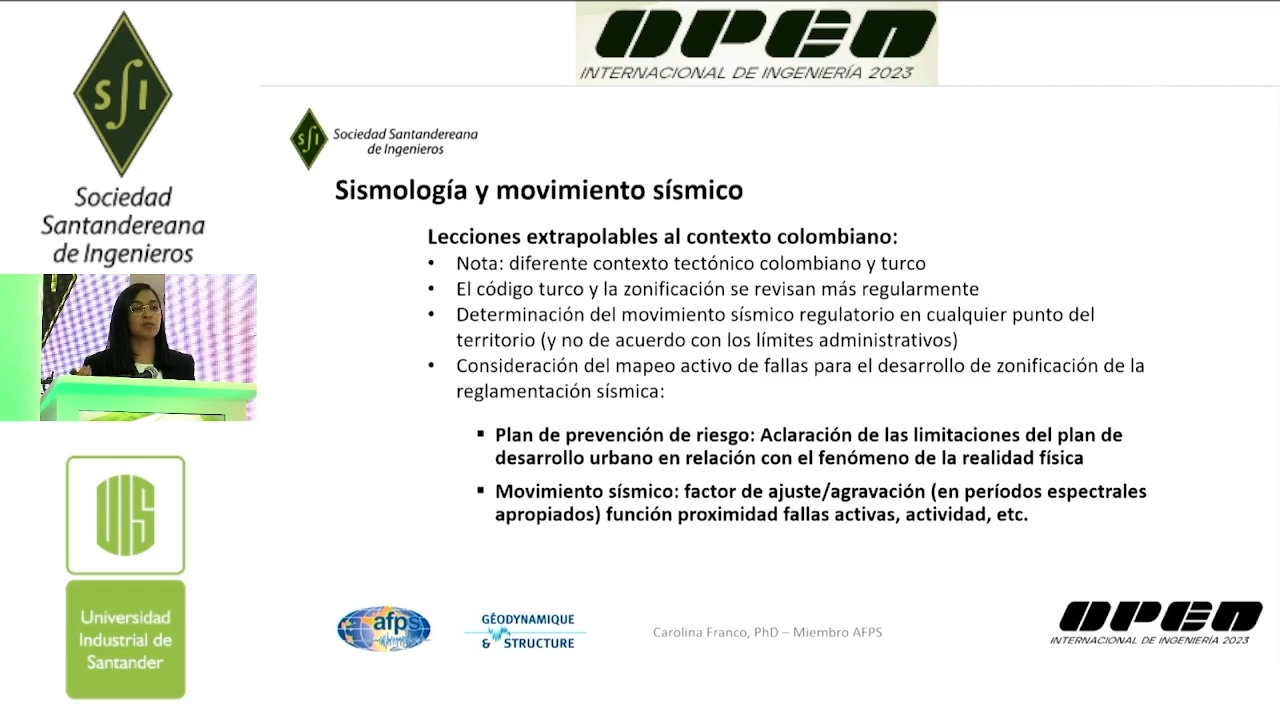 OPEN
INTERNACIONAL DE INGENIERÍA 2023
SSI
Sociedad
Santandereana
de Ingenieros
SSI
Sociedad Santandereana
de Ingenieros
Sismología y movimiento sísmico
Lecciones extrapolables al contexto colombiano:
• Nota: diferente contexto tectónico colombiano y turco
• El código turco y la zonificación se revisan más regularmente
• Determinación del movimiento sísmico regulatorio en cualquier punto del
territorio (y no de acuerdo con los límites administrativos)
• Consideración del mapeo activo de fallas para el desarrollo de zonificación de la
reglamentación sísmica:
▪ Plan de prevención de riesgo: Aclaración de las limitaciones del plan de
desarrollo urbano en relación con el fenómeno de la realidad física
▪ Movimiento sísmico: factor de ajuste/agravación (en períodos espectrales
apropiados) función proximidad fallas activas, actividad, etc.
UIS
Universidad
Industrial de
Santander
afps
GÉODYNAMIQUE
& STRUCTURE
Carolina Franco, PhD – Miembro AFPS
OPEN
INTERNACIONAL DE INGENIERÍA 2023